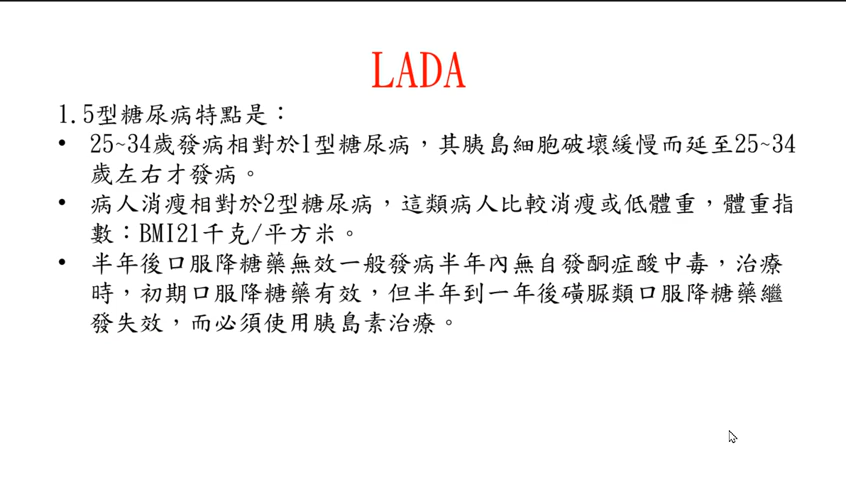 LADA
1.5型糖尿病特點是：
• 25~34歲發病相對於1型糖尿病，其胰島細胞破壞緩慢而延至25~34
歲左右才發病。
• 病人消瘦相對於2型糖尿病，這類病人比較消瘦或低體重，體重指
數：BMI21千克/平方米。
• 半年後口服降糖藥無效一般發病半年內無自發酮症酸中毒，治療
時，初期口服降糖藥有效，但半年到一年後磺脲類口服降糖藥繼
發失效，而必須使用胰島素治療。